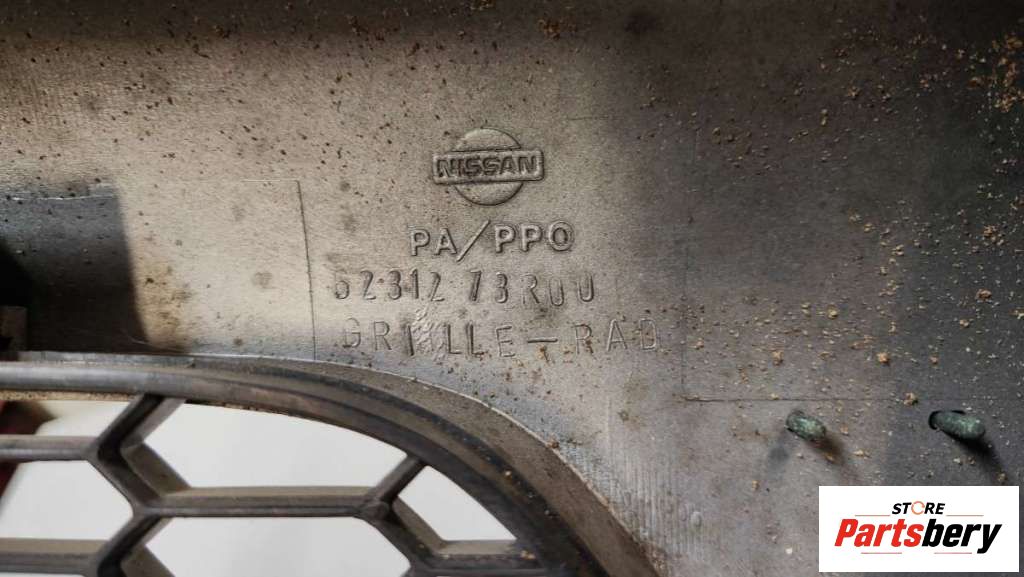 NISSAN
PA/PPO
62312 73R00
GRILLE-RAD
STORE
Partsbery